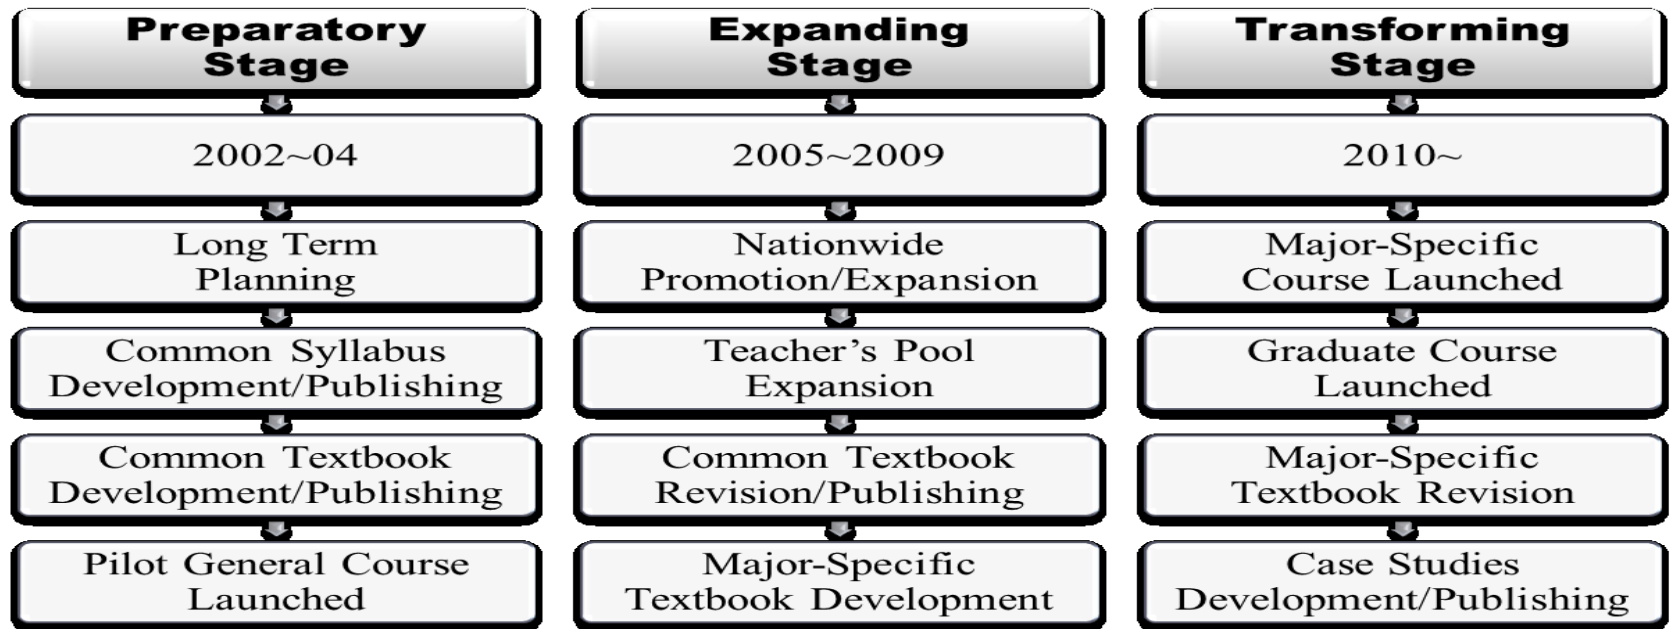 Preparatory
Stage
2002~04
Long Term
Planning
Common Syllabus
Development/Publishing
Common Textbook
Development/Publishing
Pilot General Course
Launched
Expanding
Stage
2005~2009
Nationwide
Promotion/Expansion
Teacher’s Pool
Expansion
Common Textbook
Revision/Publishing
Major-Specific
Textbook Development
Transforming
Stage
2010~
Major-Specific
Course Launched
Graduate Course
Launched
Major-Specific
Textbook Revision
Case Studies
Development/Publishing